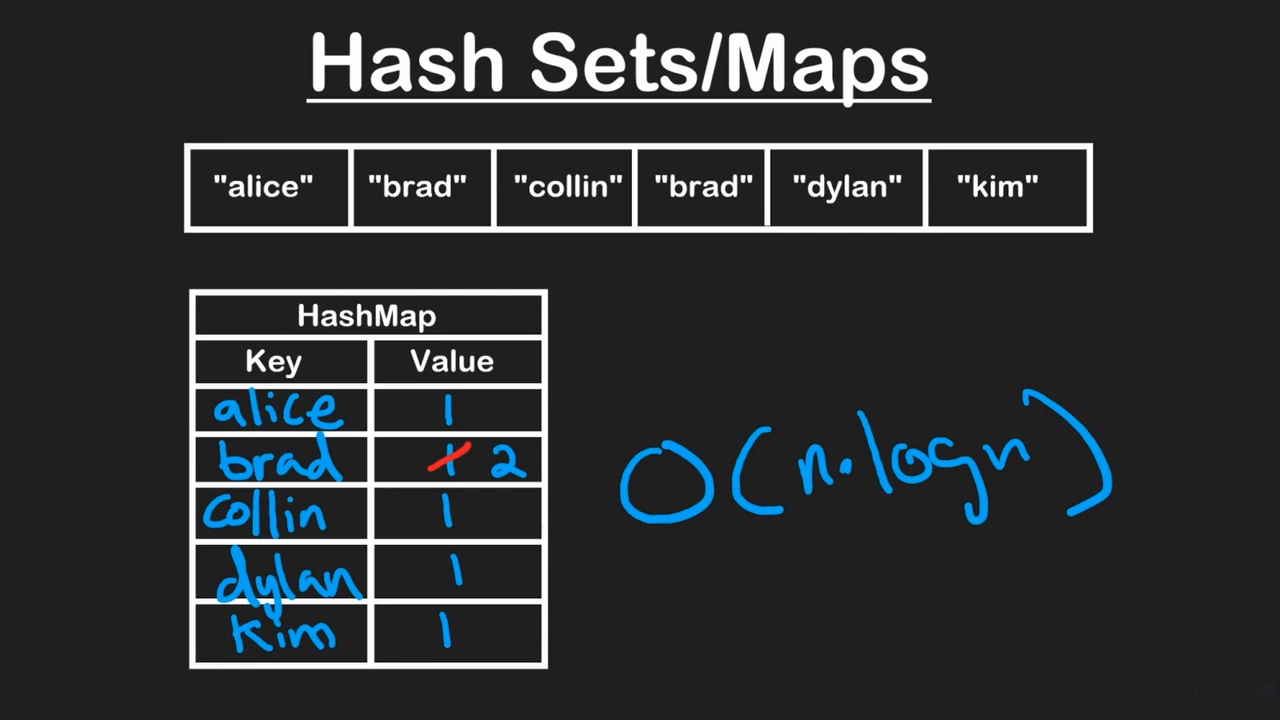 Hash Sets/Maps
"alice" "brad" "collin" "brad" "dylan" "kim"
HashMap
Key Value
alice 1
brad 1 2
collin 1
dylan 1
kim 1
O(n·logn)